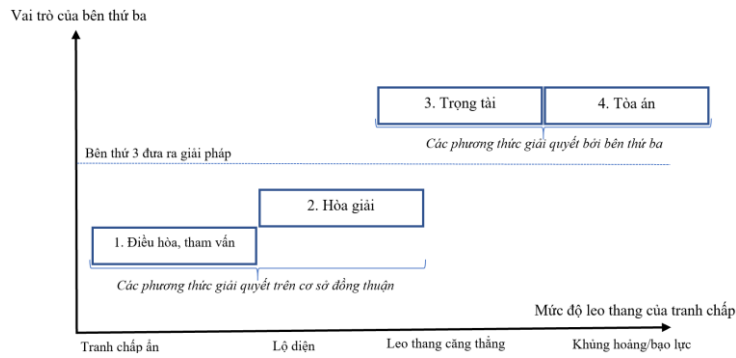 Vai trò của bên thứ ba
3. Trọng tài
4. Tòa án
Các phương thức giải quyết bởi bên thứ ba
Bên thứ 3 đưa ra giải pháp
2. Hòa giải
1. Điều hòa, tham vấn
Các phương thức giải quyết trên cơ sở đồng thuận
Mức độ leo thang của tranh chấp
Tranh chấp ẩn
Lộ diện
Leo thang căng thẳng
Khủng hoảng/bạo lực